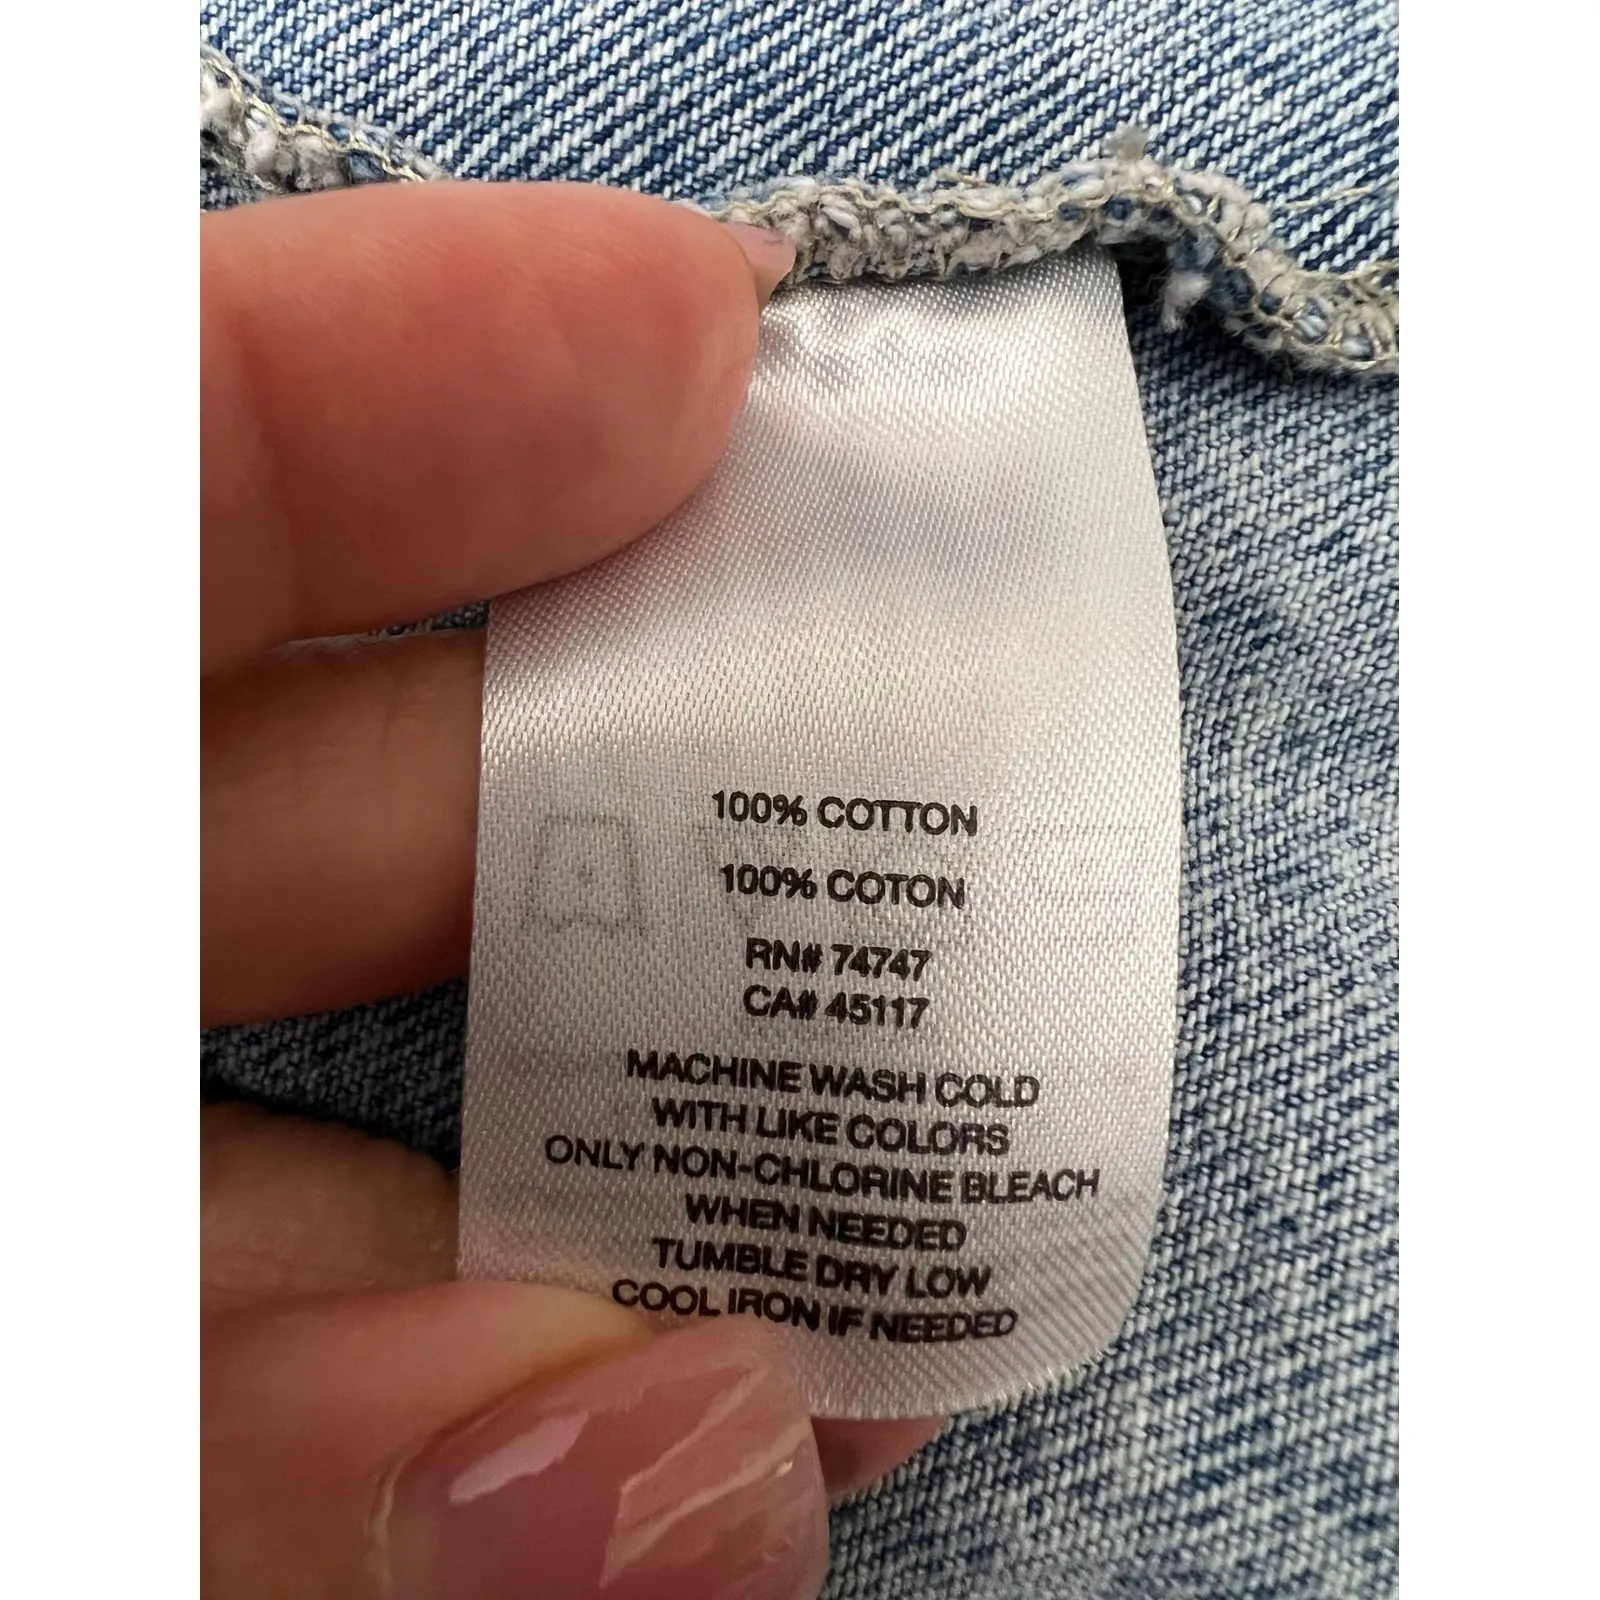 100% COTTON
100% COTON
RN# 74747
CA# 45117
MACHINE WASH COLD
WITH LIKE COLORS
ONLY NON-CHLORINE BLEACH
WHEN NEEDED
TUMBLE DRY LOW
COOL IRON IF NEEDED